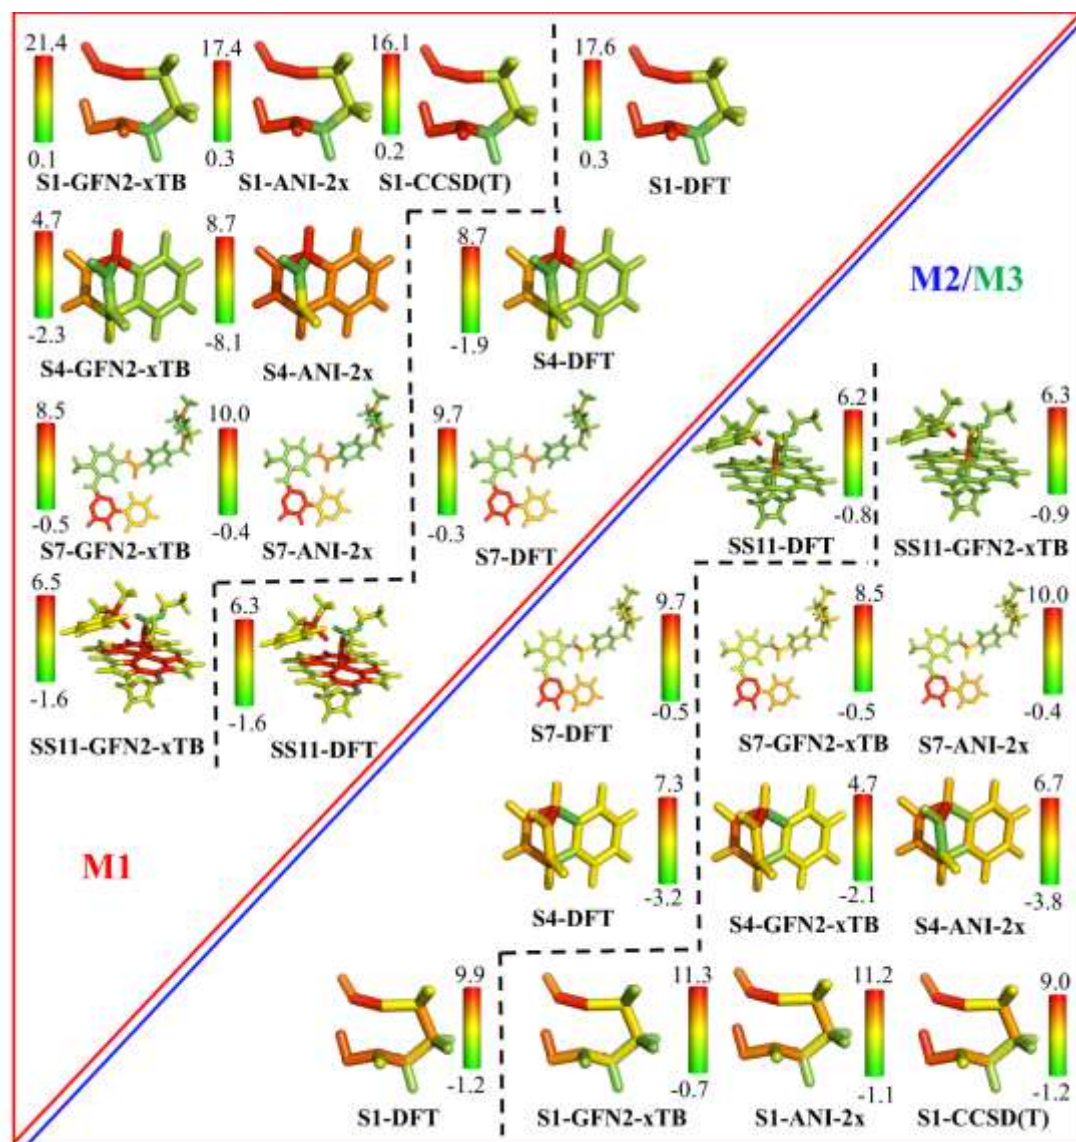 21.4
0.1
S1-GFN2-xTB
17.4
0.3
S1-ANI-2x
16.1
0.2
S1-CCSD(T)
17.6
0.3
S1-DFT
4.7
-2.3
S4-GFN2-xTB
8.7
-8.1
S4-ANI-2x
8.7
-1.9
S4-DFT
M2/M3
8.5
-0.5
S7-GFN2-xTB
10.0
-0.4
S7-ANI-2x
9.7
-0.3
S7-DFT
6.2
-0.8
SS11-DFT
6.3
-0.9
SS11-GFN2-xTB
6.5
-1.6
SS11-GFN2-xTB
6.3
-1.6
SS11-DFT
9.7
-0.5
S7-DFT
8.5
-0.5
S7-GFN2-xTB
10.0
-0.4
S7-ANI-2x
M1
7.3
-3.2
S4-DFT
4.7
-2.1
S4-GFN2-xTB
6.7
-3.8
S4-ANI-2x
9.9
-1.2
S1-DFT
11.3
-0.7
S1-GFN2-xTB
11.2
-1.1
S1-ANI-2x
9.0
-1.2
S1-CCSD(T)